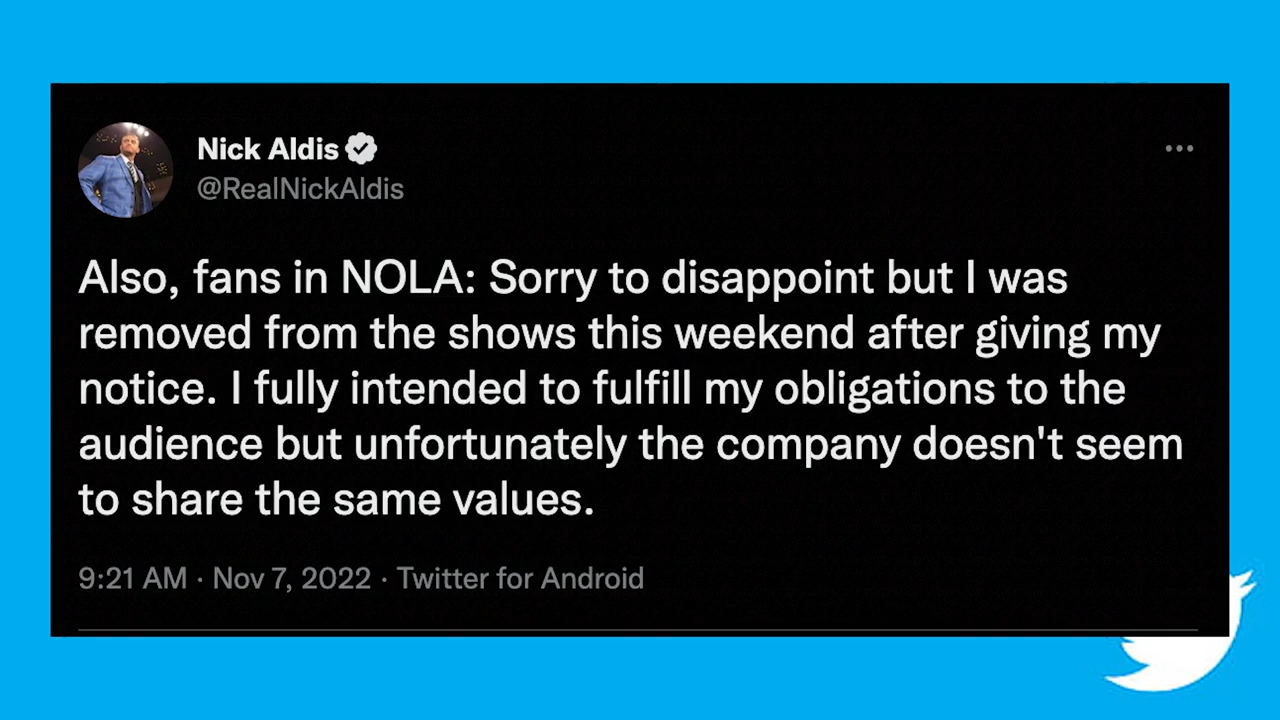 Nick Aldis
@RealNickAldis
Also, fans in NOLA: Sorry to disappoint but I was
removed from the shows this weekend after giving my
notice. I fully intended to fulfill my obligations to the
audience but unfortunately the company doesn't seem
to share the same values.
9:21 AM · Nov 7, 2022 · Twitter for Android